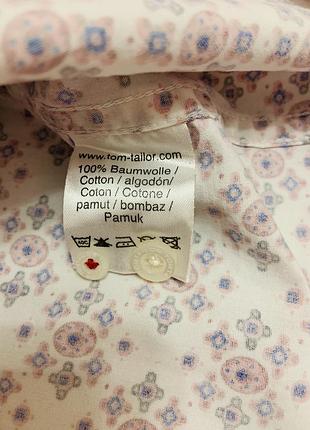 www.tom-tailor.com
100% Baumwolle /
Cotton / algodón/
Coton / Cotone /
pamut / bombaz /
Pamuk